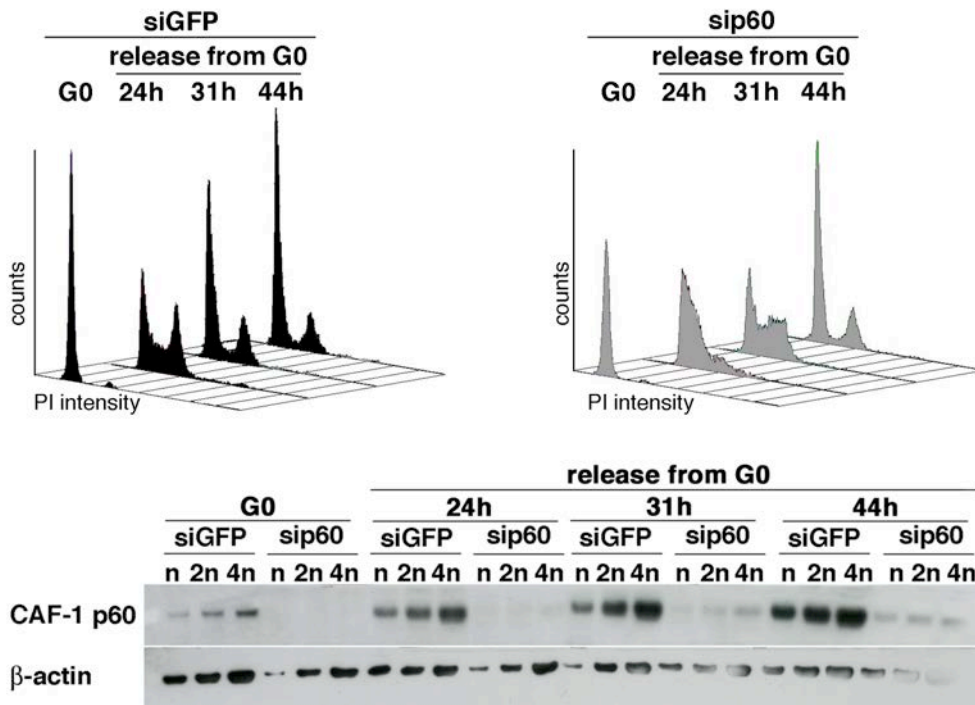 siGFP
release from G0
G0 24h 31h 44h
counts
PI intensity
sip60
release from G0
G0 24h 31h 44h
counts
PI intensity
release from G0
G0 24h 31h 44h
siGFP sip60 siGFP sip60 siGFP sip60 siGFP sip60
n 2n 4n n 2n 4n n 2n 4n n 2n 4n n 2n 4n n 2n 4n n 2n 4n n 2n 4n
CAF-1 p60
β-actin